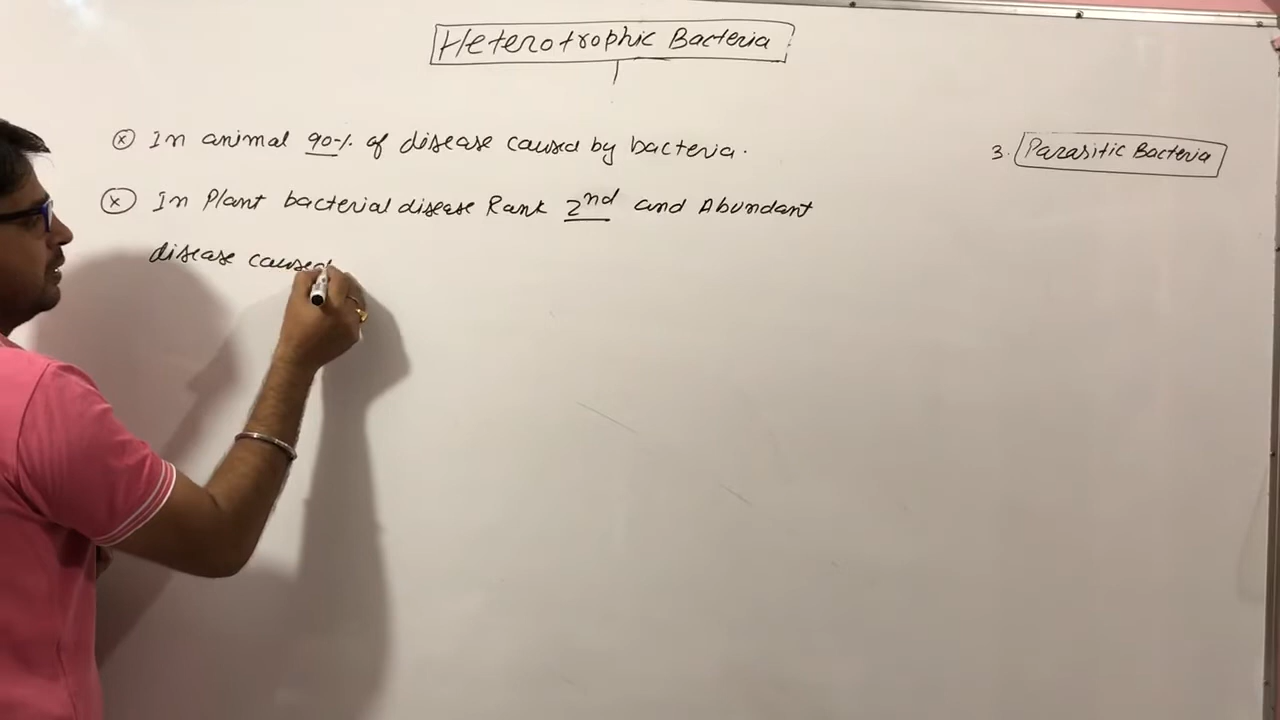 Heterotrophic Bacteria
ⓧ In animal 90% of disease caused by bacteria.
3. Parasitic Bacteria
ⓧ In Plant bacterial disease Rank 2nd and Abundant
disease caused